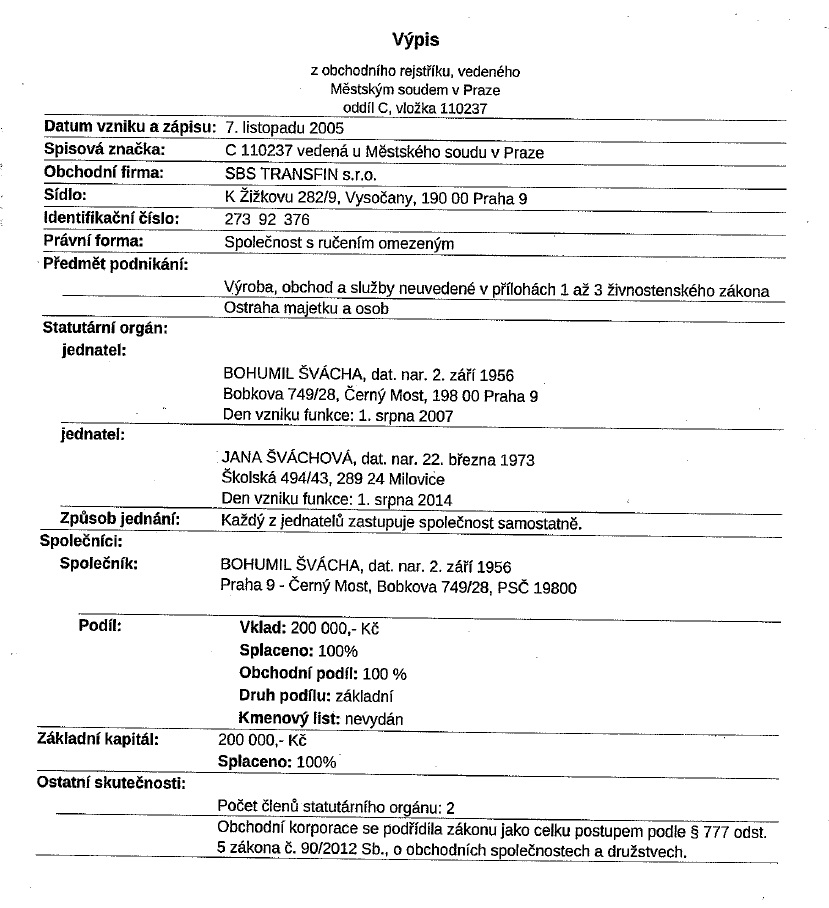 Výpis
z obchodního rejstříku, vedeného
Městským soudem v Praze
oddíl C, vložka 110237
Datum vzniku a zápisu: 7. listopadu 2005
Spisová značka: C 110237 vedená u Městského soudu v Praze
Obchodní firma: SBS TRANSFIN s.r.o.
Sídlo: K Žižkovu 282/9, Vysočany, 190 00 Praha 9
Identifikační číslo: 273 92 376
Právní forma: Společnost s ručením omezeným
Předmět podnikání:
Výroba, obchod a služby neuvedené v přílohách 1 až 3 živnostenského zákona
Ostraha majetku a osob
Statutární orgán:
jednatel:
BOHUMIL ŠVÁCHA, dat. nar. 2. září 1956
Bobkova 749/28, Černý Most, 198 00 Praha 9
Den vzniku funkce: 1. srpna 2007
jednatel:
JANA ŠVÁCHOVÁ, dat. nar. 22. března 1973
Školská 494/43, 289 24 Milovice
Den vzniku funkce: 1. srpna 2014
Způsob jednání: Každý z jednatelů zastupuje společnost samostatně.
Společníci:
Společník: BOHUMIL ŠVÁCHA, dat. nar. 2. září 1956
Praha 9 - Černý Most, Bobkova 749/28, PSČ 19800
Podíl: Vklad: 200 000,- Kč
Splaceno: 100%
Obchodní podíl: 100 %
Druh podílu: základní
Kmenový list: nevydán
Základní kapitál: 200 000,- Kč
Splaceno: 100%
Ostatní skutečnosti:
Počet členů statutárního orgánu: 2
Obchodní korporace se podřídila zákonu jako celku postupem podle § 777 odst.
5 zákona č. 90/2012 Sb., o obchodních společnostech a družstvech.